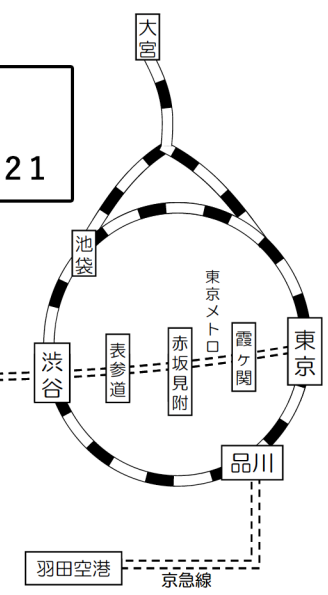 大宮
21
池袋
東京メトロ
渋谷
表参道
赤坂見附
霞ヶ関
東京
品川
羽田空港
京急線